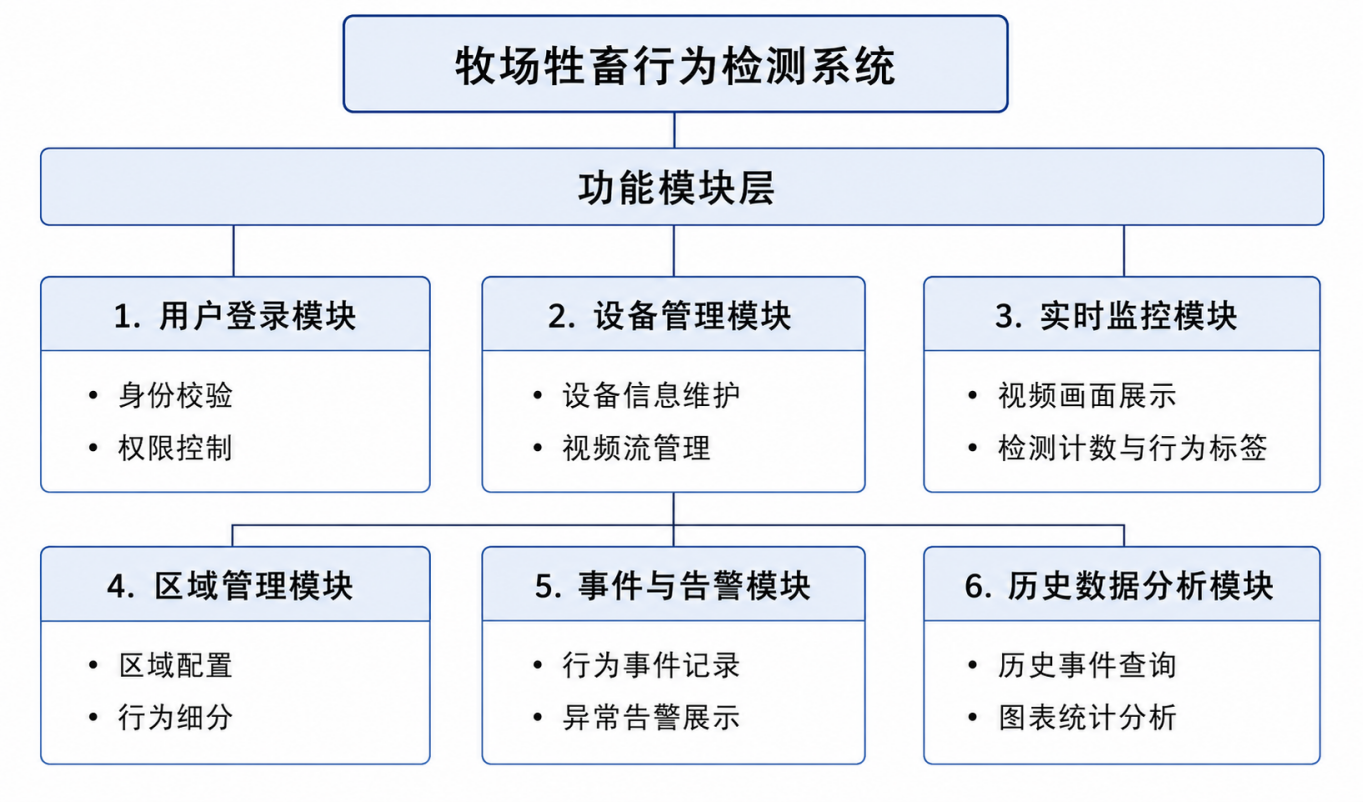 牧场牲畜行为检测系统
功能模块层
1. 用户登录模块
• 身份校验
• 权限控制
2. 设备管理模块
• 设备信息维护
• 视频流管理
3. 实时监控模块
• 视频画面展示
• 检测计数与行为标签
4. 区域管理模块
• 区域配置
• 行为细分
5. 事件与告警模块
• 行为事件记录
• 异常告警展示
6. 历史数据分析模块
• 历史事件查询
• 图表统计分析